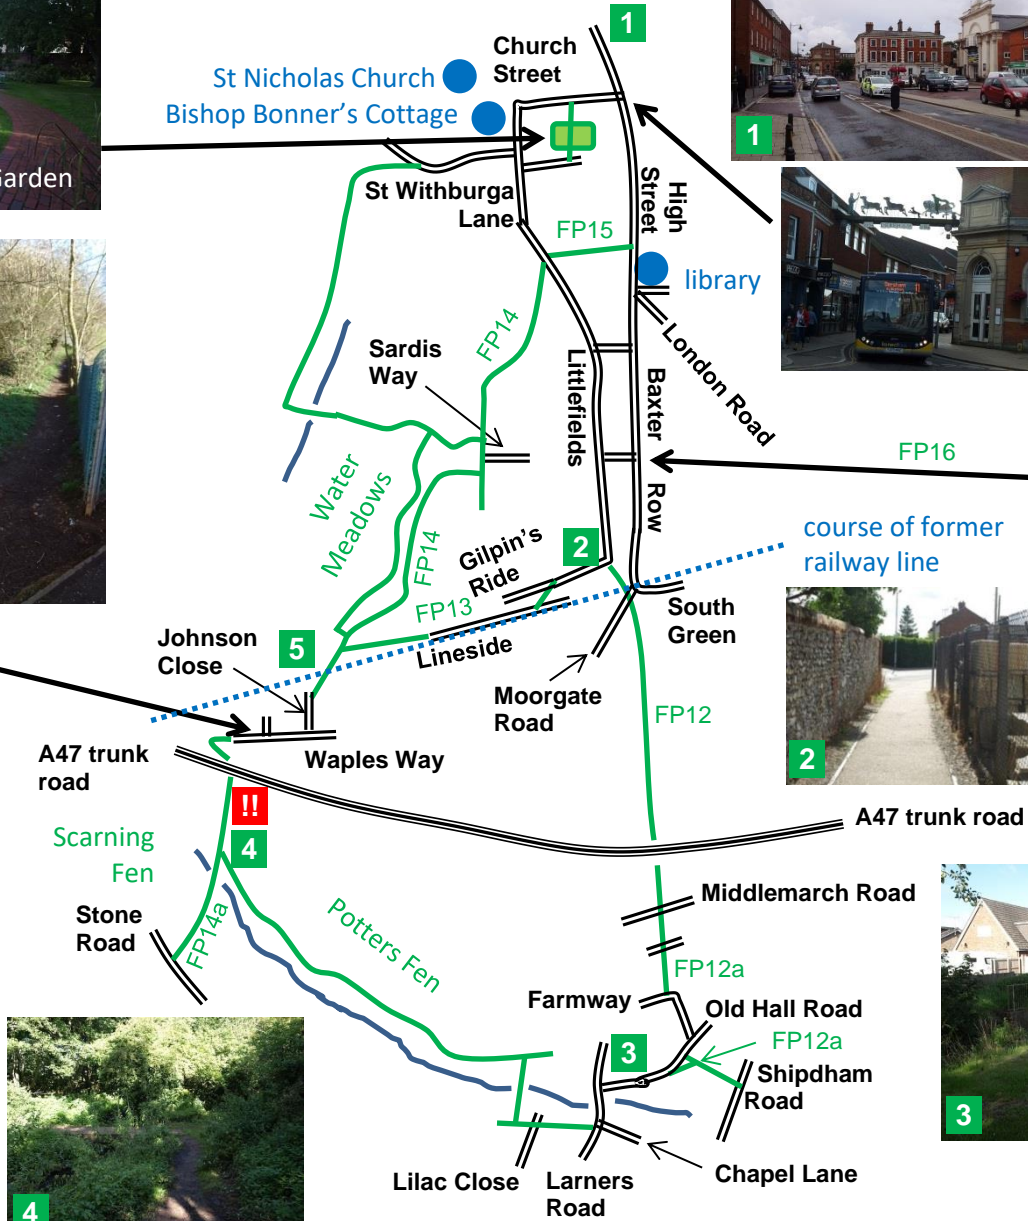 1
Church
Street
St Nicholas Church
Bishop Bonner's Cottage
1
Garden
St Withburga
Lane
High
Street
FP15
library
FP14
Sardis
Way
London Road
Littlefields
Baxter
Row
FP16
Water
Meadows
FP14
Gilpin's
Ride
2
course of former
railway line
FP13
Lineside
South
Green
Johnson
Close
5
Moorgate
Road
FP12
A47 trunk
road
Waples Way
2
!!
4
A47 trunk road
Scarning
Fen
Stone
Road
FP14a
Potters Fen
Middlemarch Road
FP12a
Farmway
Old Hall Road
3
FP12a
Shipdham
Road
3
Chapel Lane
Lilac Close
Larners
Road
4